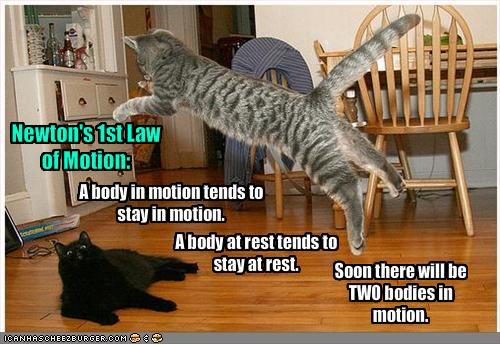 Newton's 1st Law
of Motion:
A body in motion tends to
stay in motion.
A body at rest tends to
stay at rest.
Soon there will be
TWO bodies in
motion.
ICANHASCHEEZBURGER.COM